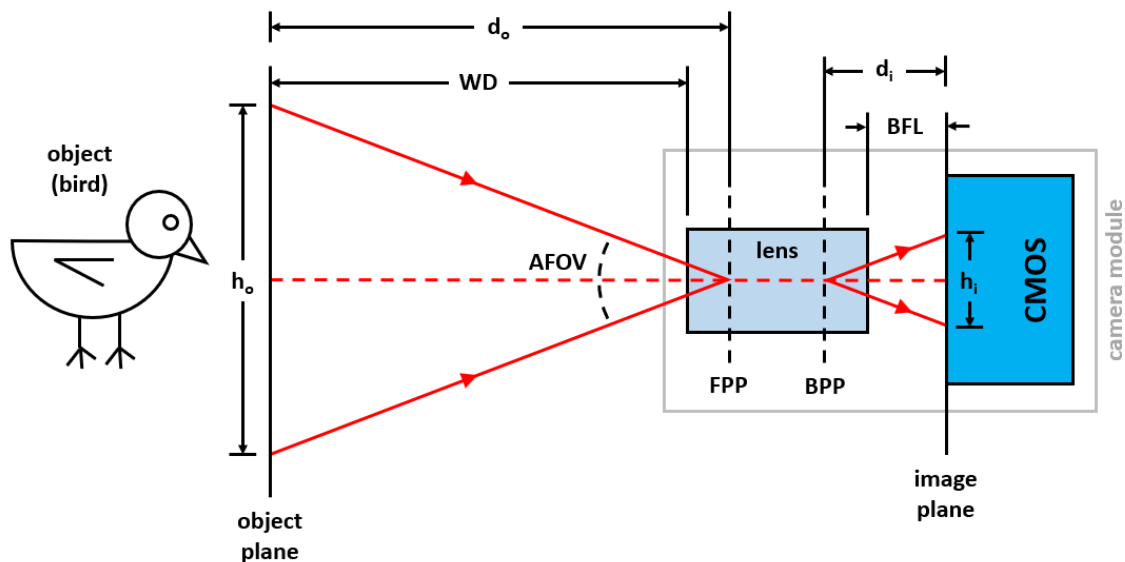 dₒ
WD
dᵢ
BFL
object
(bird)
AFOV
lens
hₒ
hᵢ
CMOS
camera module
FPP
BPP
image
plane
object
plane